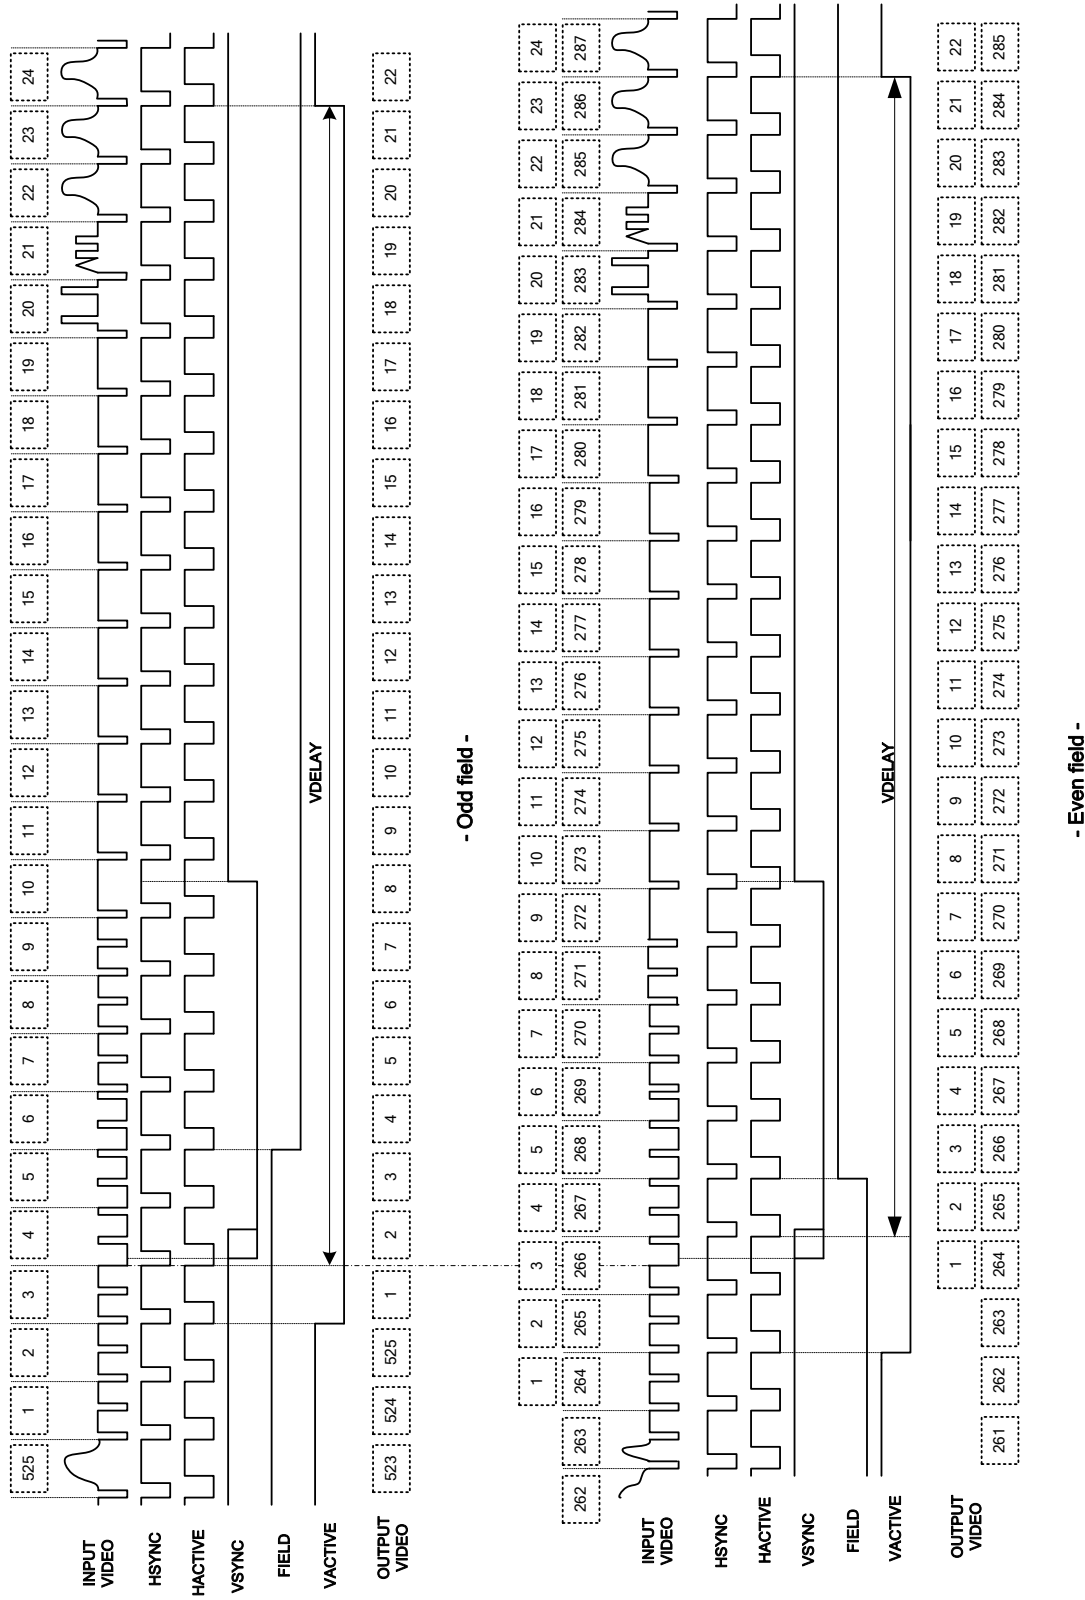 525 1 2 3 4 5 6 7 8 9 10 11 12 13 14 15 16 17 18 19 20 21 22 23 24
INPUT
VIDEO
HSYNC
HACTIVE
VSYNC
FIELD
VDELAY
VACTIVE
OUTPUT
VIDEO
523 524 525 1 2 3 4 5 6 7 8 9 10 11 12 13 14 15 16 17 18 19 20 21 22
- Odd field -
1 2 3 4 5 6 7 8 9 10 11 12 13 14 15 16 17 18 19 20 21 22 23 24
262 263 264 265 266 267 268 269 270 271 272 273 274 275 276 277 278 279 280 281 282 283 284 285 286 287
INPUT
VIDEO
HSYNC
HACTIVE
VSYNC
FIELD
VDELAY
VACTIVE
OUTPUT
VIDEO
1 2 3 4 5 6 7 8 9 10 11 12 13 14 15 16 17 18 19 20 21 22
261 262 263 264 265 266 267 268 269 270 271 272 273 274 275 276 277 278 279 280 281 282 283 284 285
- Even field -